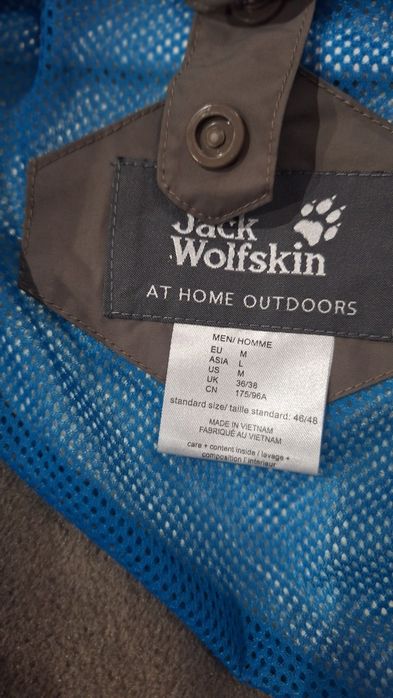 Jack
Wolfskin
AT HOME OUTDOORS
MEN/ HOMME
EU M
ASIA L
US M
UK 36/38
CN 175/96A
standard size/ taille standard: 46/48
MADE IN VIETNAM
FABRIQUÉ AU VIETNAM
care + content inside / lavage +
composition l'interieur